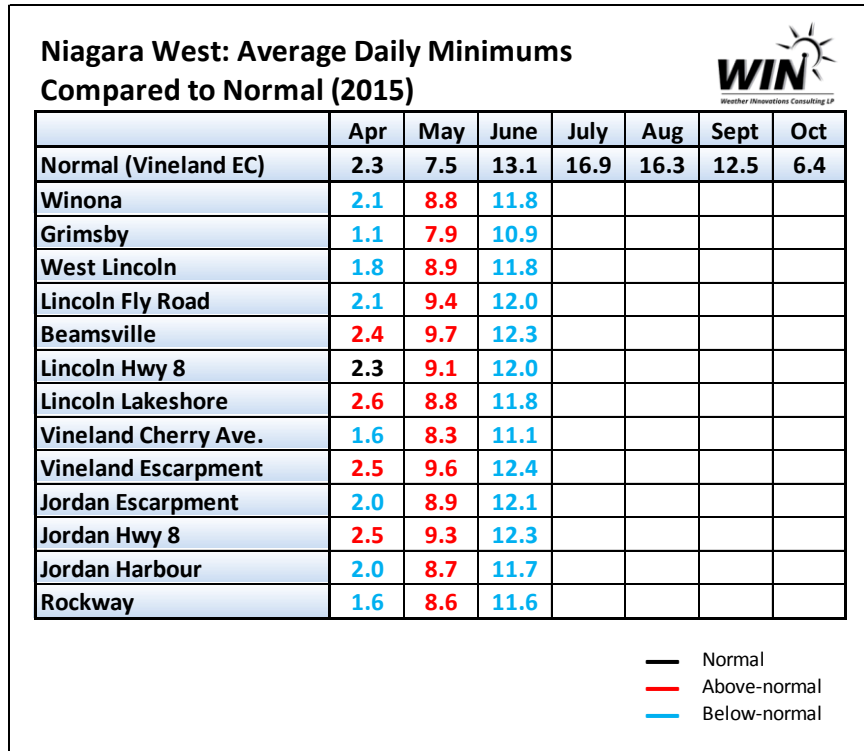 Niagara West: Average Daily Minimums
Compared to Normal (2015)
WIN
Weather INnovations Consulting LP
Apr May June July Aug Sept Oct
Normal (Vineland EC) 2.3 7.5 13.1 16.9 16.3 12.5 6.4
Winona 2.1 8.8 11.8
Grimsby 1.1 7.9 10.9
West Lincoln 1.8 8.9 11.8
Lincoln Fly Road 2.1 9.4 12.0
Beamsville 2.4 9.7 12.3
Lincoln Hwy 8 2.3 9.1 12.0
Lincoln Lakeshore 2.6 8.8 11.8
Vineland Cherry Ave. 1.6 8.3 11.1
Vineland Escarpment 2.5 9.6 12.4
Jordan Escarpment 2.0 8.9 12.1
Jordan Hwy 8 2.5 9.3 12.3
Jordan Harbour 2.0 8.7 11.7
Rockway 1.6 8.6 11.6
Normal
Above-normal
Below-normal